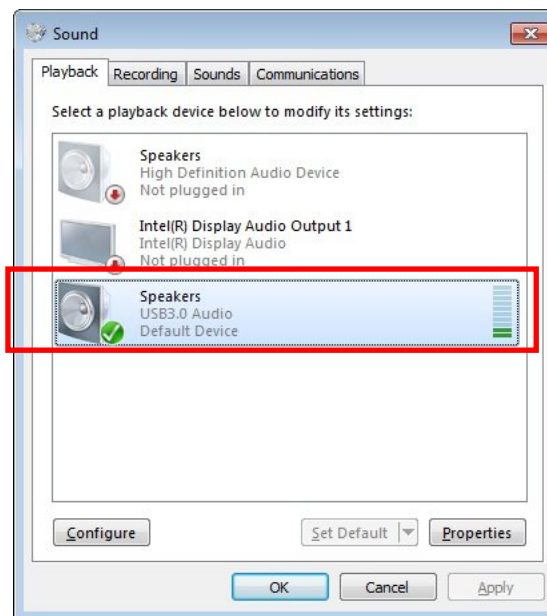 Sound
Playback Recording Sounds Communications
Select a playback device below to modify its settings:
Speakers
High Definition Audio Device
Not plugged in
Intel(R) Display Audio Output 1
Intel(R) Display Audio
Not plugged in
Speakers
USB3.0 Audio
Default Device
Configure Set Default Properties
OK Cancel Apply